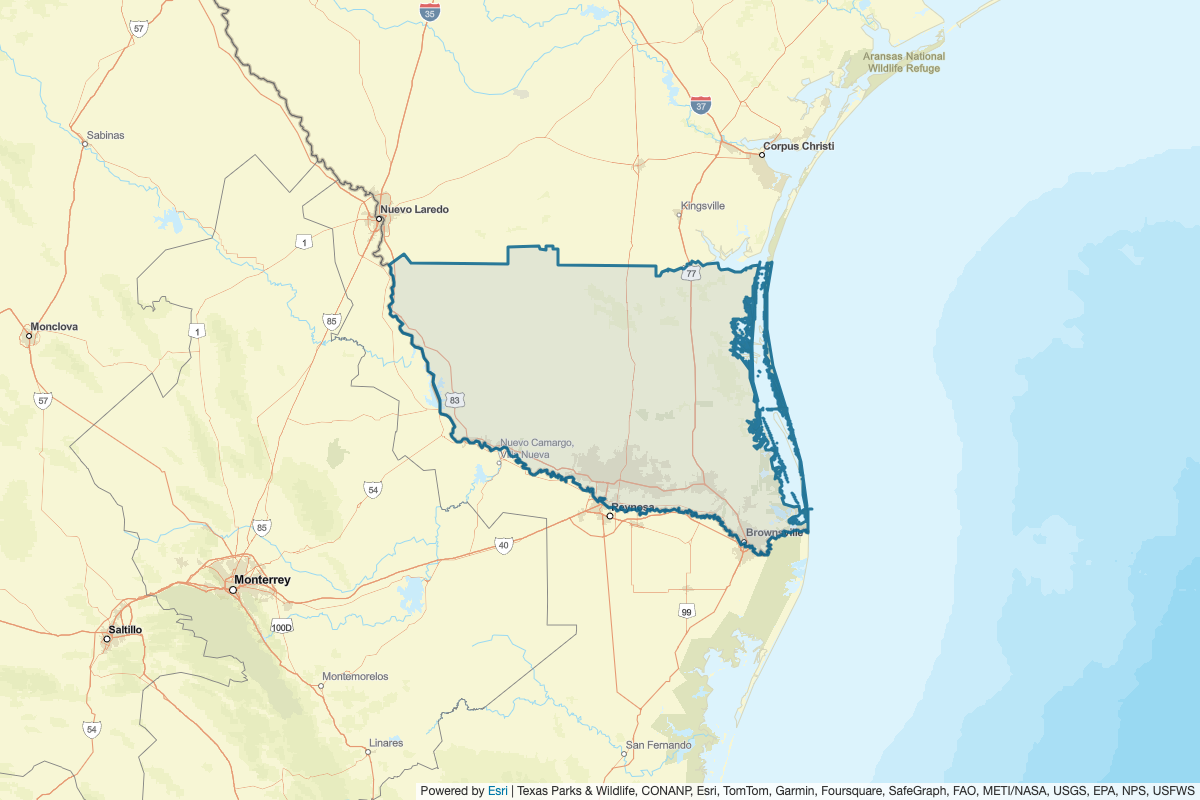 35
57
Aransas National
Wildlife Refuge
37
Sabinas
Corpus Christi
Nuevo Laredo
Kingsville
1
77
Monclova
1
85
57
83
Nuevo Camargo,
Villa Nueva
54
Reynosa
85
Brownsville
40
Monterrey
99
Saltillo
100D
Montemorelos
54
Linares
San Fernando
Powered by Esri | Texas Parks & Wildlife, CONANP, Esri, TomTom, Garmin, Foursquare, SafeGraph, FAO, METI/NASA, USGS, EPA, NPS, USFWS